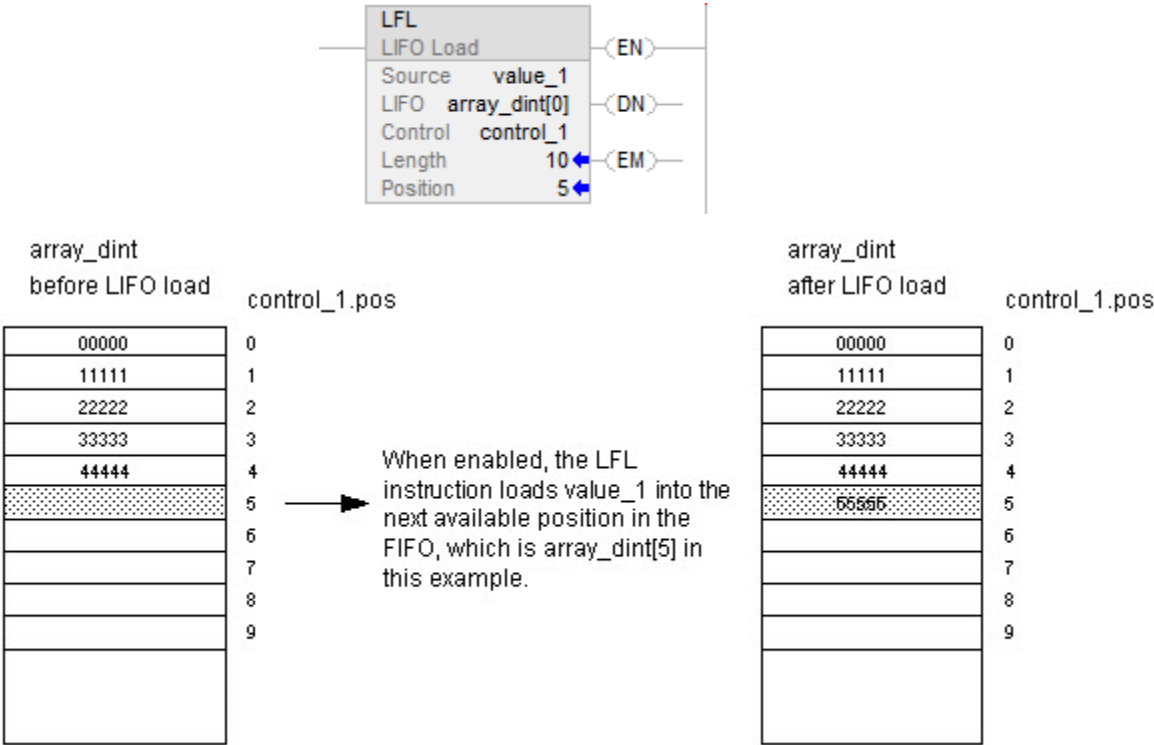 LFL
LIFO Load
EN
Source value_1
LIFO array_dint[0]
DN
Control control_1
Length 10
EM
Position 5
array_dint
before LIFO load
control_1.pos
00000 0
11111 1
22222 2
33333 3
44444 4
5
6
7
8
9
When enabled, the LFL
instruction loads value_1 into the
next available position in the
FIFO, which is array_dint[5] in
this example.
array_dint
after LIFO load
control_1.pos
00000 0
11111 1
22222 2
33333 3
44444 4
55555 5
6
7
8
9